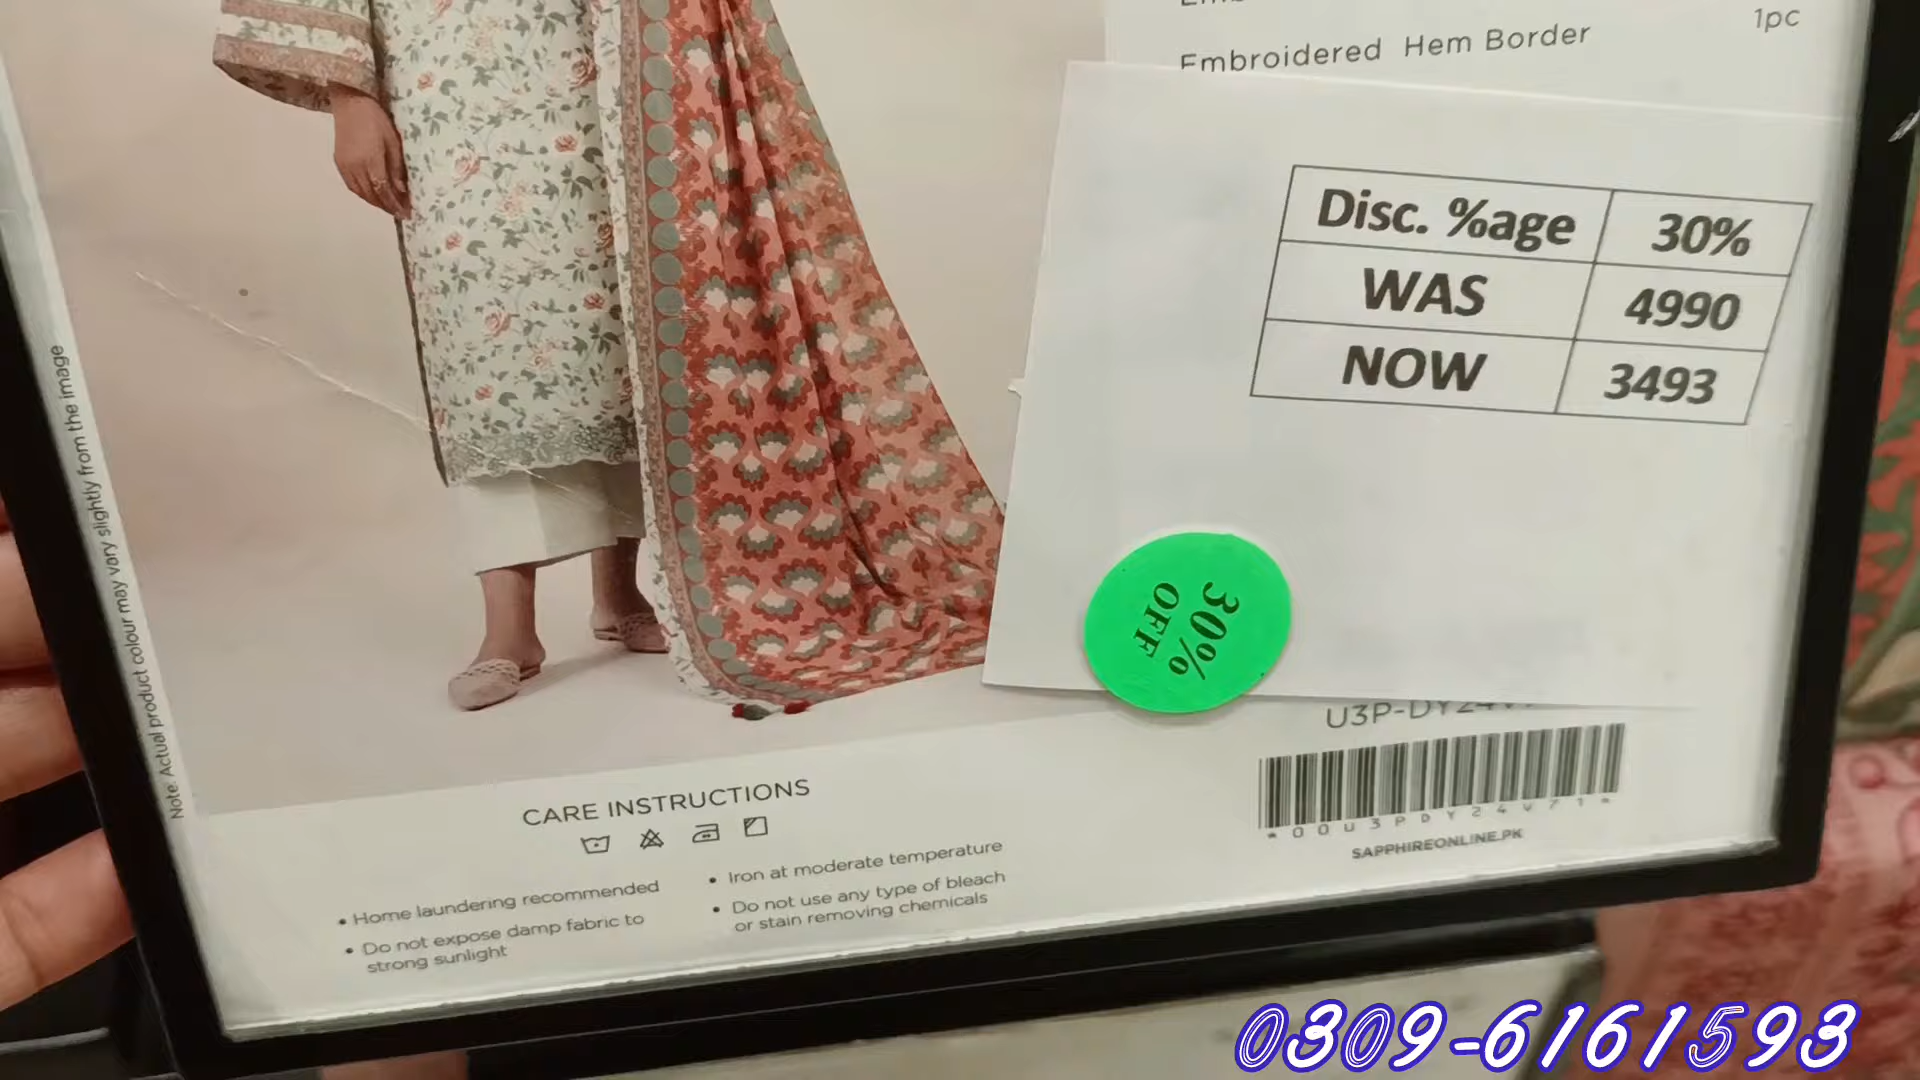 1pc
Embroidered Hem Border
Disc. %age 30%
WAS 4990
NOW 3493
30%
OFF
Note: Actual product colour may vary slightly from the image
CARE INSTRUCTIONS
• Home laundering recommended
• Do not expose damp fabric to
strong sunlight
• Iron at moderate temperature
• Do not use any type of bleach
or stain removing chemicals
*00U3PDY24V71*
SAPPHIREONLINE.PK
0309-6161593